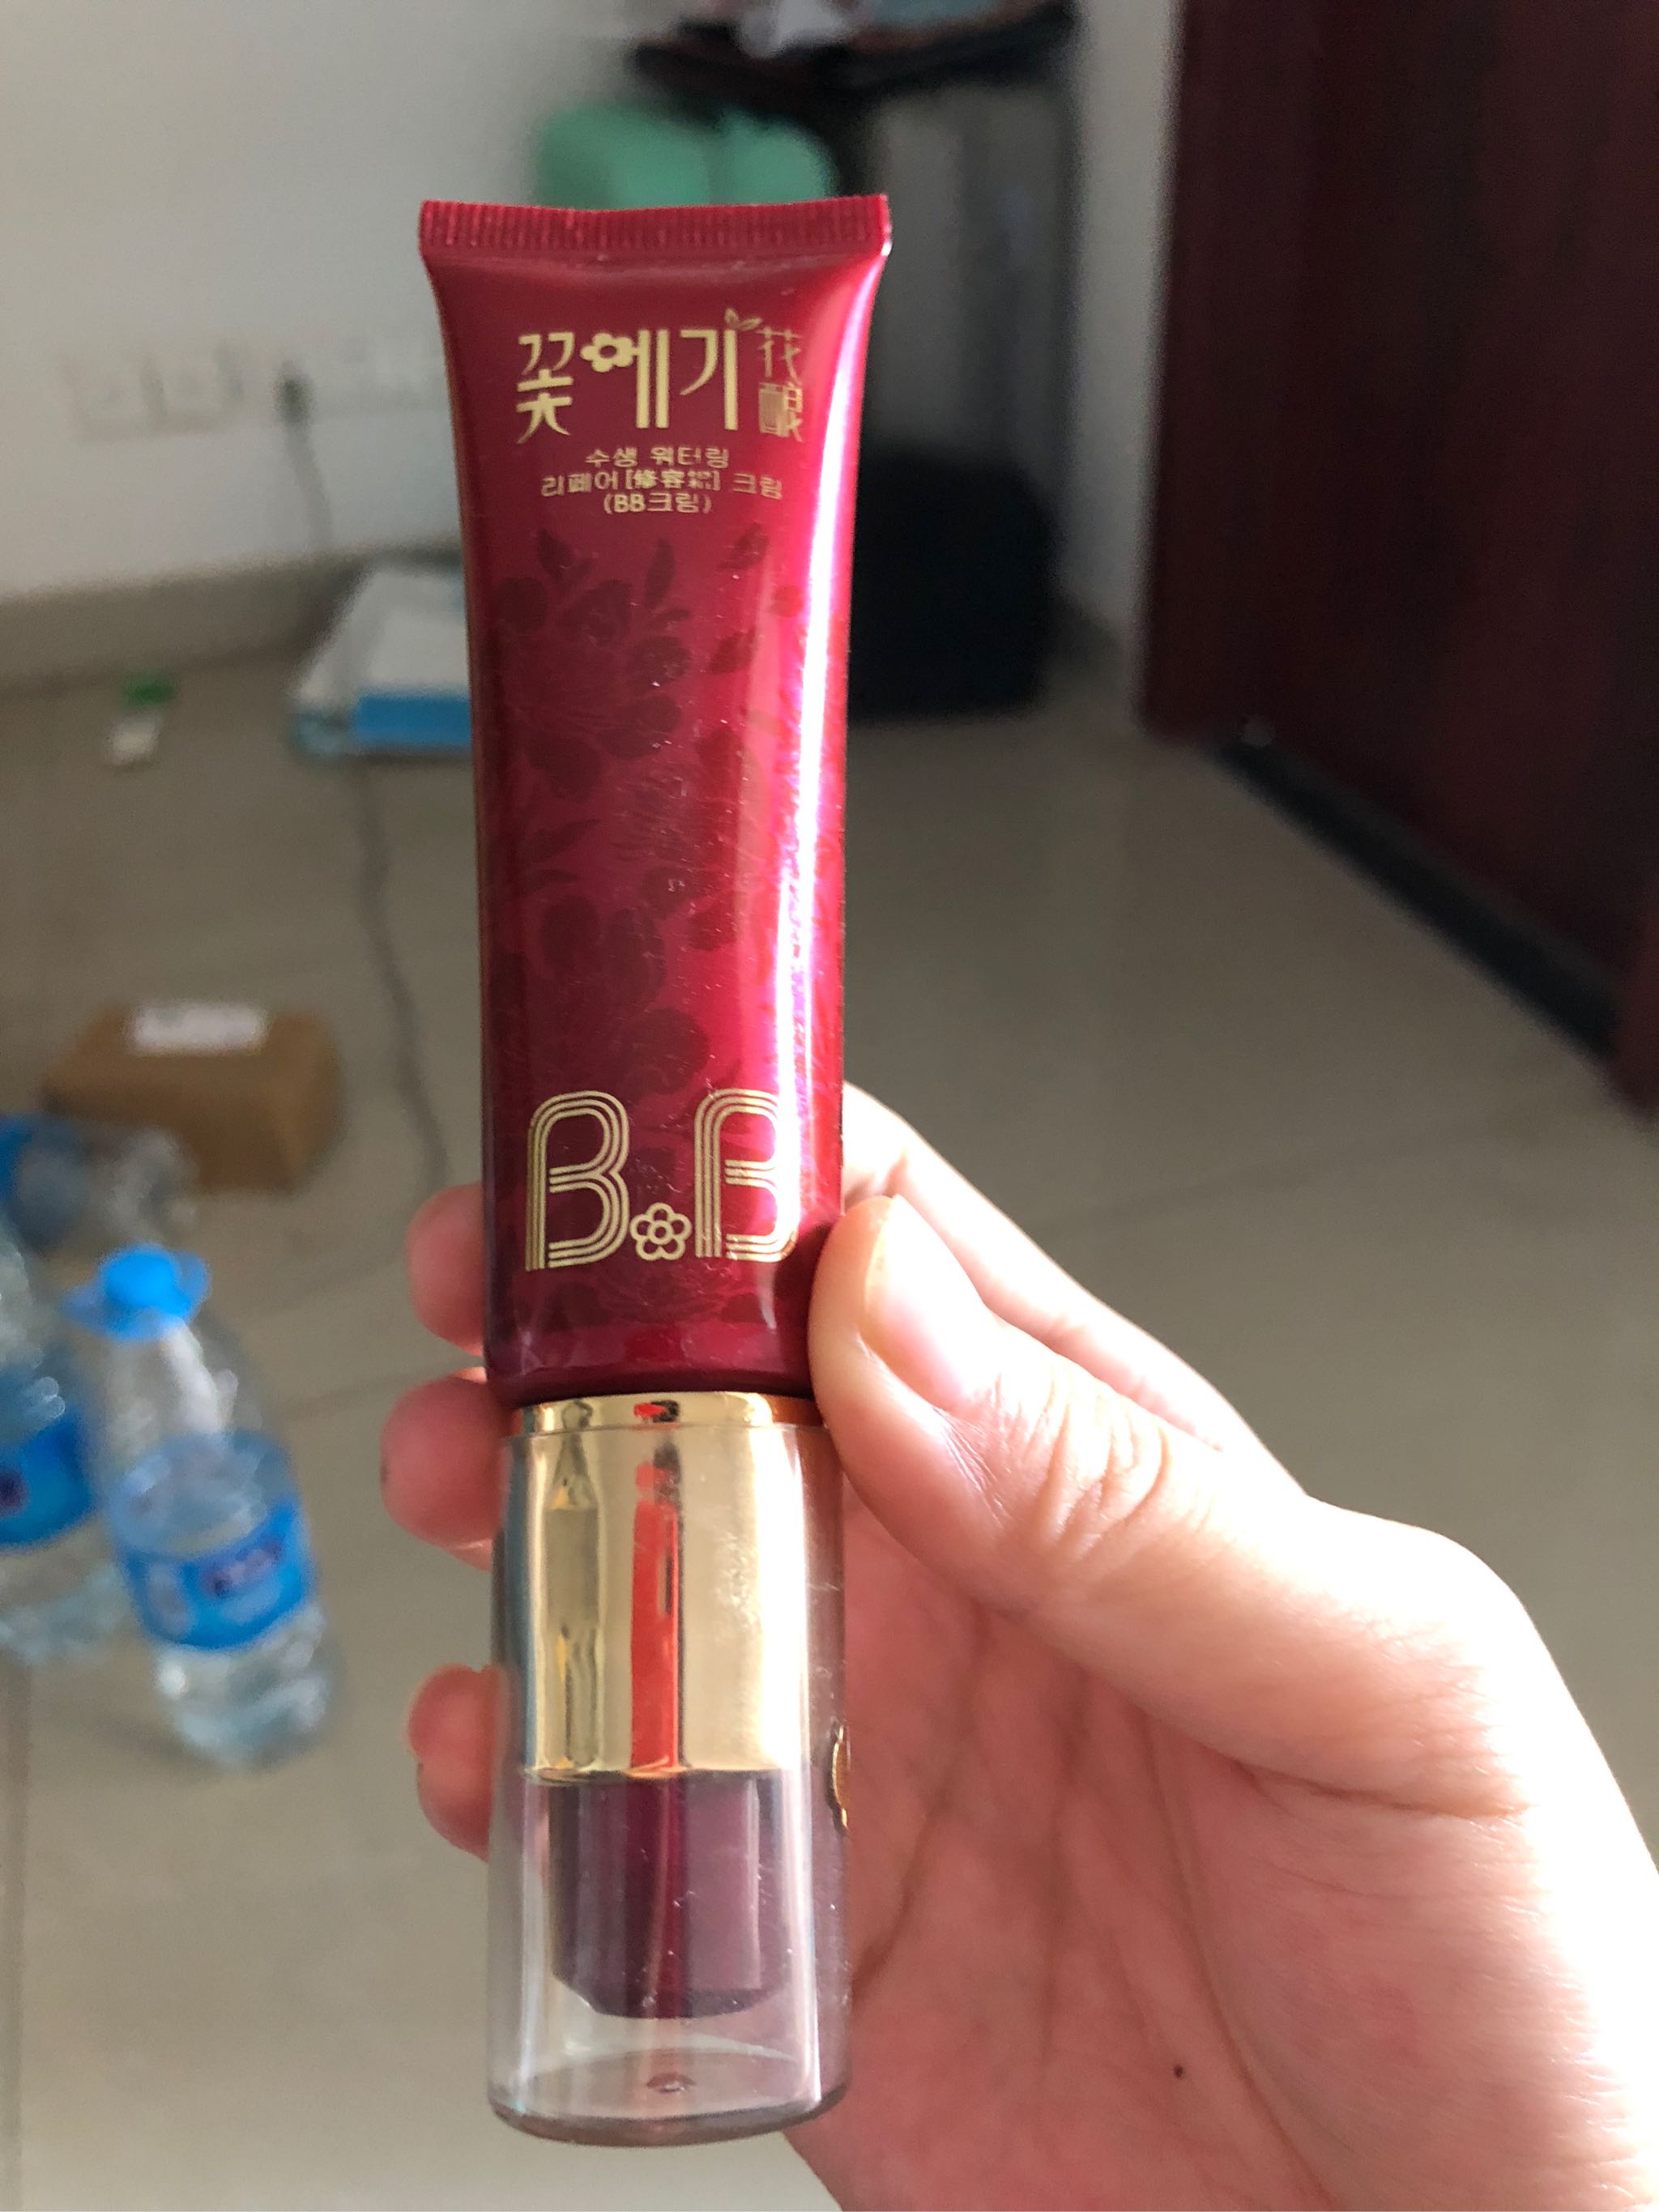 꽃예기 花酿
수생 워터링
리페어 [修容霜] 크림
(BB크림)
B B